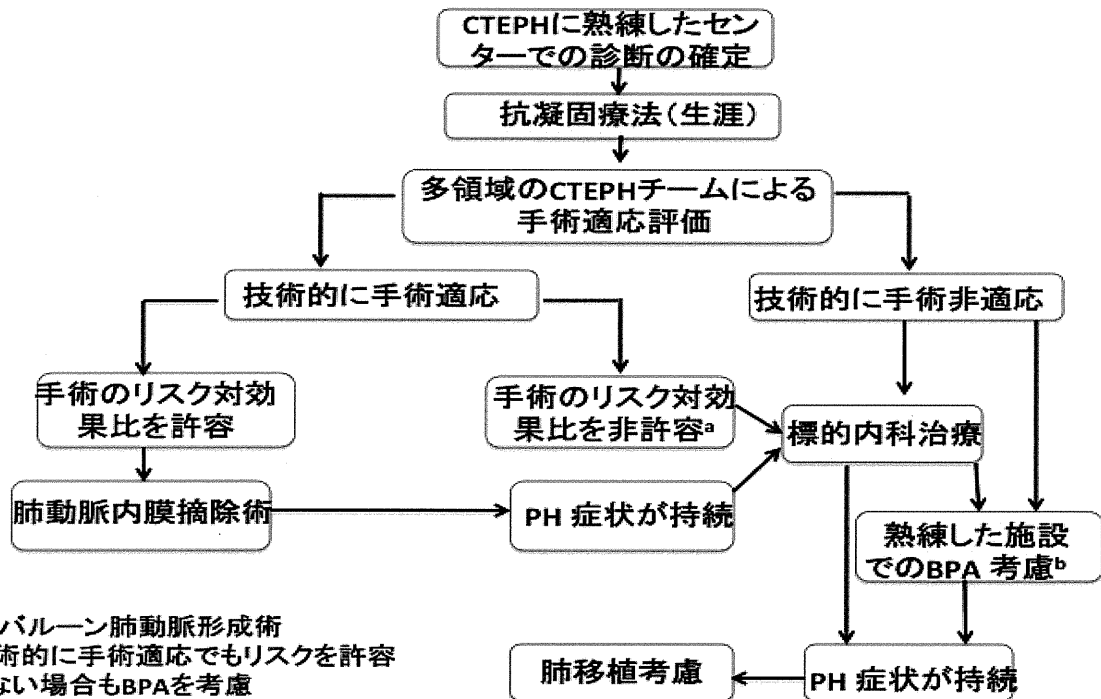 CTEPHに熟練したセン
ターでの診断の確定
抗凝固療法(生涯)
多領域のCTEPHチームによる
手術適応評価
技術的に手術適応
技術的に手術非適応
手術のリスク対効
果比を許容
手術のリスク対効
果比を非許容a
標的内科治療
肺動脈内膜摘除術
PH 症状が持続
熟練した施設
でのBPA 考慮b
バルーン肺動脈形成術
術的に手術適応でもリスクを許容
ない場合もBPAを考慮
肺移植考慮
PH 症状が持続